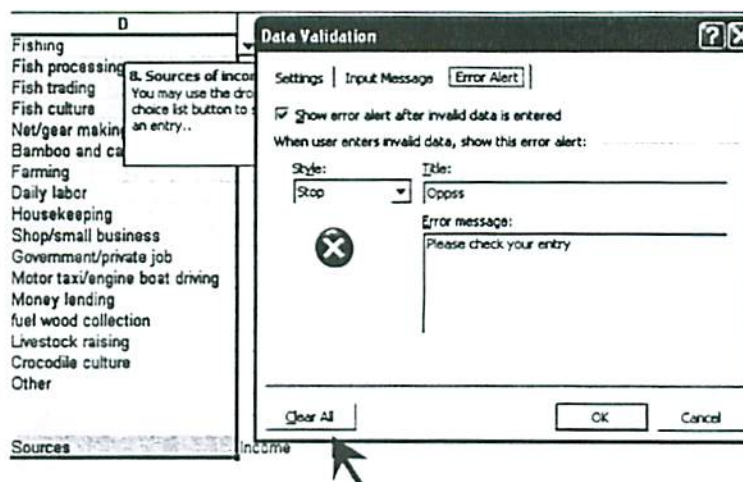 D
Fishing
Fish processing
Fish trading
Fish culture
Net/gear making
Bamboo and ca
Farming
Daily labor
Housekeeping
Shop/small business
Government/private job
Motor taxi/engine boat driving
Money lending
fuel wood collection
Livestock raising
Crocodile culture
Other
Sources
Income
8. Sources of incor
You may use the dro
choice list button to s
an entry..
Data Validation
Settings Input Message Error Alert
Show error alert after invalid data is entered
When user enters invalid data, show this error alert:
Style:
Stop
Title:
Oppss
Error message:
Please check your entry
Clear All OK Cancel